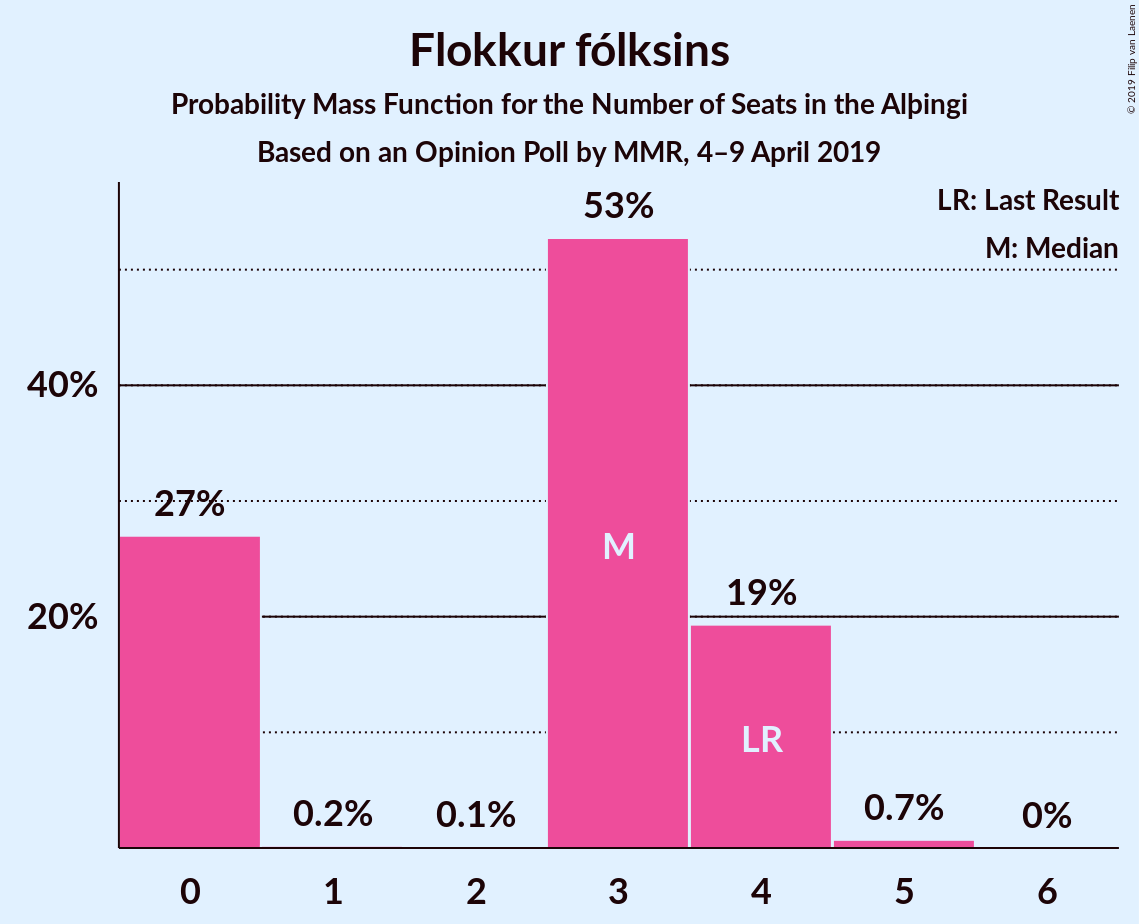 Flokkur fólksins
Probability Mass Function for the Number of Seats in the Alþingi
Based on an Opinion Poll by MMR, 4–9 April 2019
© 2019 Filip van Laenen
LR: Last Result
M: Median
53%
40%
27%
M
19%
20%
LR
0.2%
0.1%
0.7%
0%
0 1 2 3 4 5 6